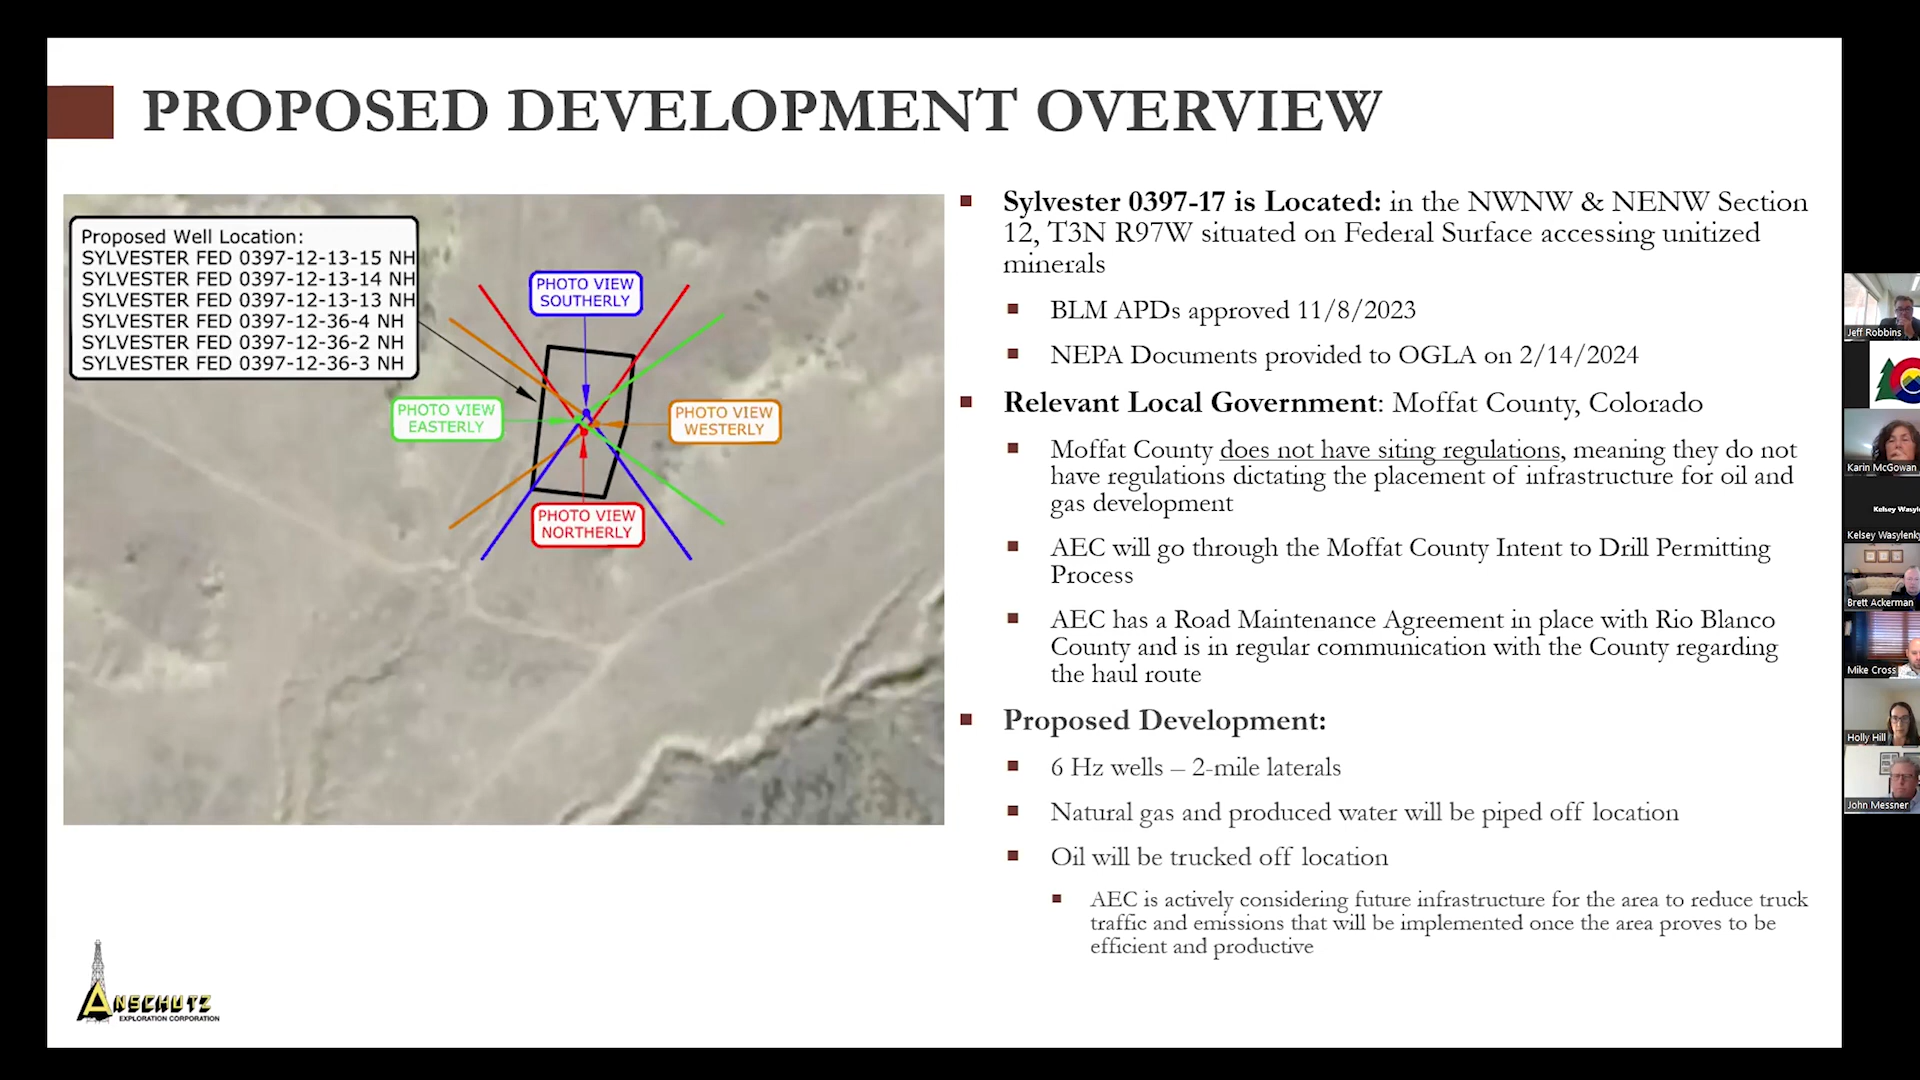 PROPOSED DEVELOPMENT OVERVIEW
Proposed Well Location:
SYLVESTER FED 0397-12-13-15 NH
SYLVESTER FED 0397-12-13-14 NH
SYLVESTER FED 0397-12-13-13 NH
SYLVESTER FED 0397-12-36-4 NH
SYLVESTER FED 0397-12-36-2 NH
SYLVESTER FED 0397-12-36-3 NH
PHOTO VIEW
SOUTHERLY
PHOTO VIEW
EASTERLY
PHOTO VIEW
WESTERLY
PHOTO VIEW
NORTHERLY
Sylvester 0397-17 is Located: in the NWNW & NENW Section
12, T3N R97W situated on Federal Surface accessing unitized
minerals
BLM APDs approved 11/8/2023
NEPA Documents provided to OGLA on 2/14/2024
Relevant Local Government: Moffat County, Colorado
Moffat County does not have siting regulations, meaning they do not
have regulations dictating the placement of infrastructure for oil and
gas development
AEC will go through the Moffat County Intent to Drill Permitting
Process
AEC has a Road Maintenance Agreement in place with Rio Blanco
County and is in regular communication with the County regarding
the haul route
Proposed Development:
6 Hz wells – 2-mile laterals
Natural gas and produced water will be piped off location
Oil will be trucked off location
AEC is actively considering future infrastructure for the area to reduce truck
traffic and emissions that will be implemented once the area proves to be
efficient and productive
ANSCHUTZ
EXPLORATION CORPORATION
Jeff Robbins
Karin McGowan
Kelsey Wasyle
Kelsey Wasylenky
Brett Ackerman
Mike Cross
Holly Hill
John Messner